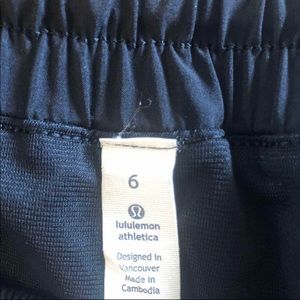 6
lululemon
athletica
Designed in
Vancouver
Made in
Cambodia